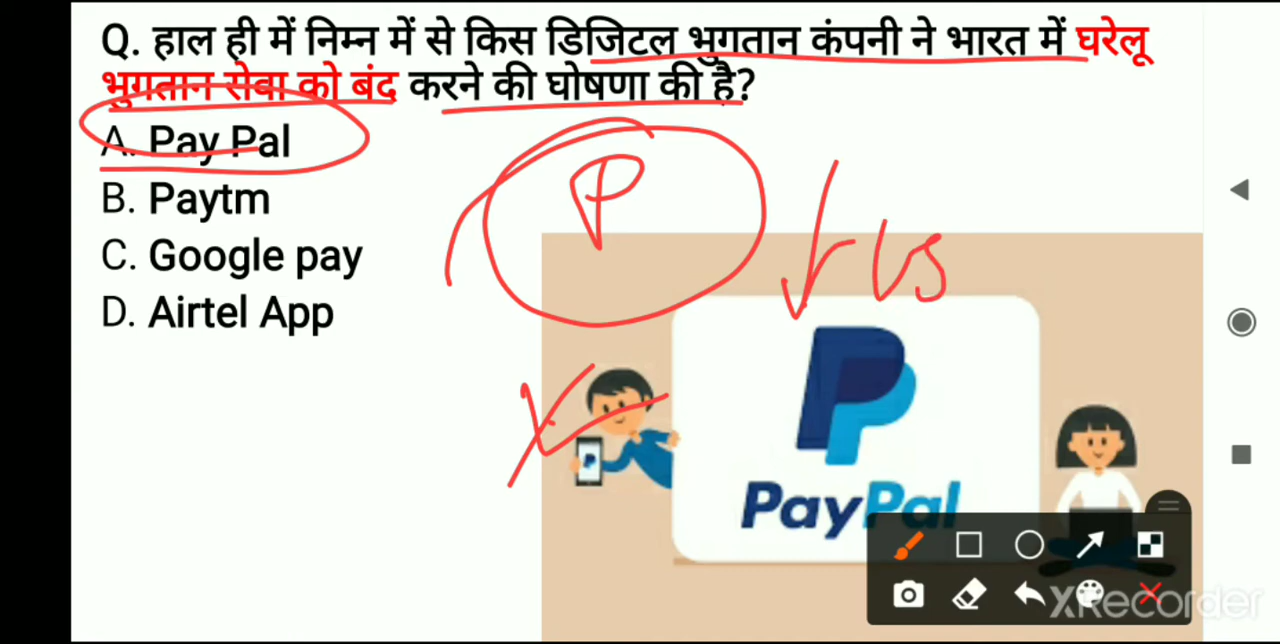 Q. हाल ही में निम्न में से किस डिजिटल भुगतान कंपनी ने भारत में घरेलू
भुगतान सेवा को बंद करने की घोषणा की है?
A. Pay Pal
B. Paytm
C. Google pay
D. Airtel App
P
PayPal
XRecorder